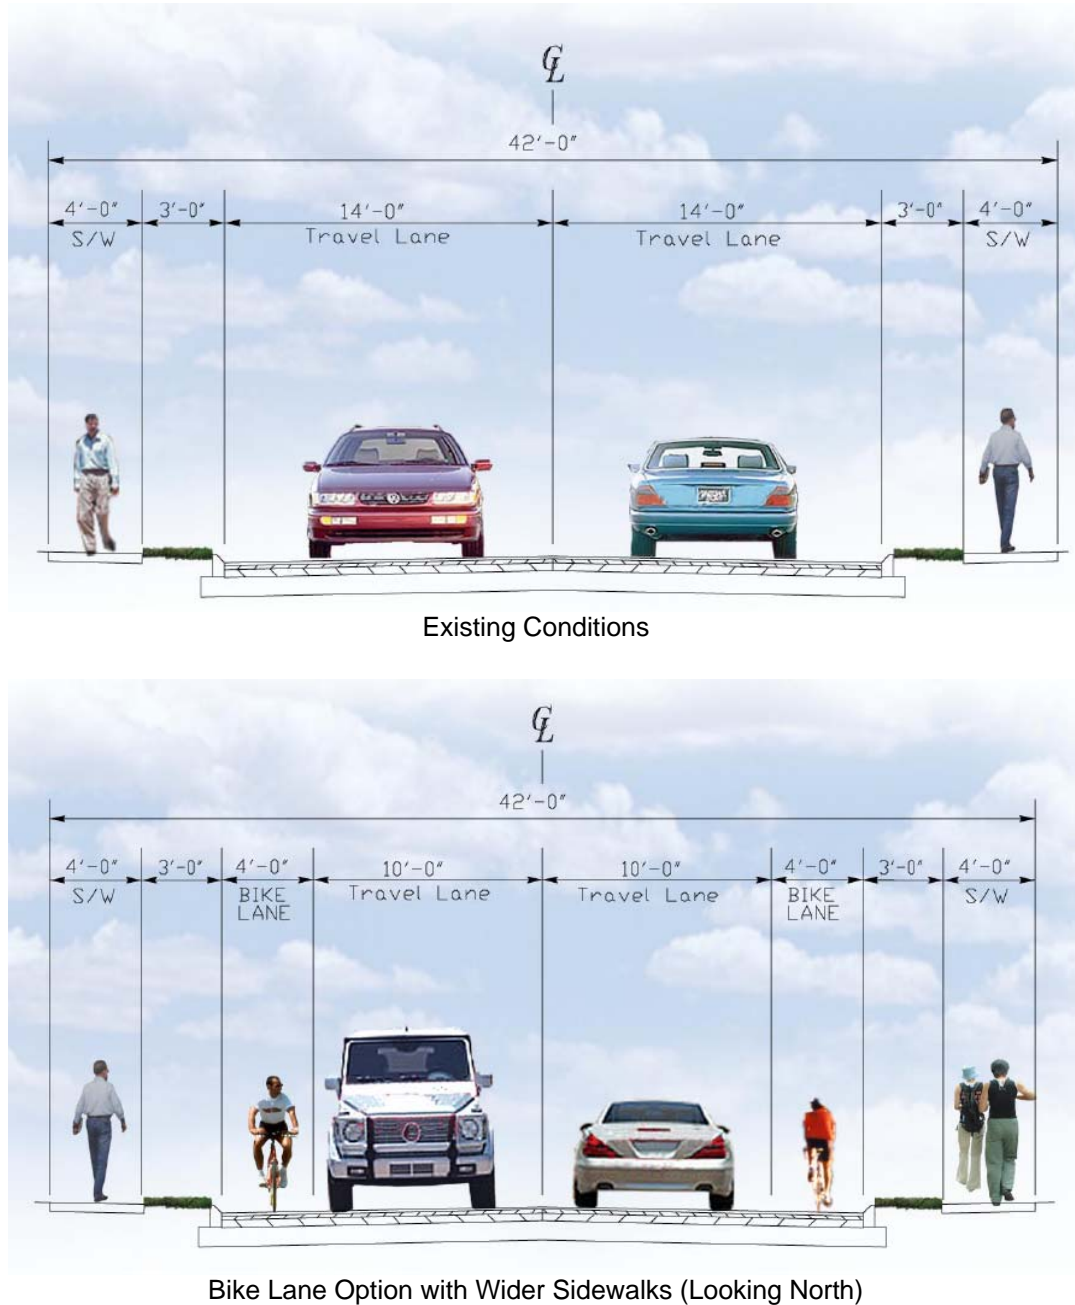 ℄
42'-0"
4'-0" 3'-0" 14'-0" 14'-0" 3'-0" 4'-0"
S/W Travel Lane Travel Lane S/W
Existing Conditions
℄
42'-0"
4'-0" 3'-0" 4'-0" 10'-0" 10'-0" 4'-0" 3'-0" 4'-0"
S/W BIKE Travel Lane Travel Lane BIKE S/W
LANE LANE
Bike Lane Option with Wider Sidewalks (Looking North)